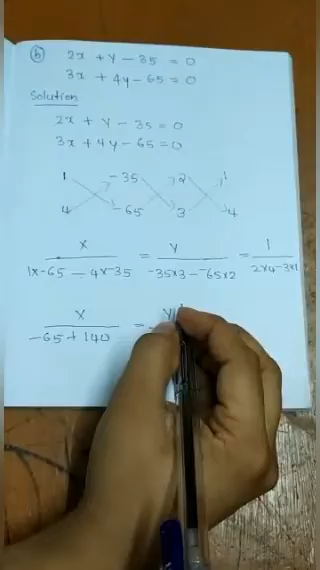 (b) 2x + y - 35 = 0
3x + 4y - 65 = 0
Solution
2x + y - 35 = 0
3x + 4y - 65 = 0
1 -35 2 1
4 -65 3 4
x / 1x-65 - 4x-35 = y / -35x3 - -65x2 = 1 / 2x4-3x1
x / -65 + 140 = y